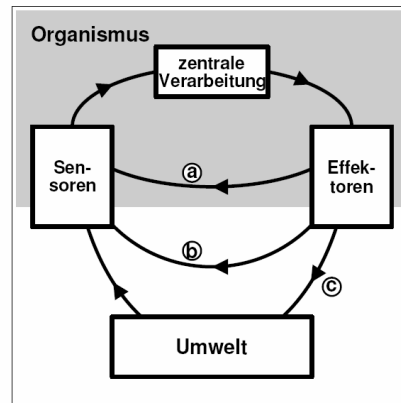 Organismus
zentrale
Verarbeitung
Sen-
soren
ⓐ
Effek-
toren
ⓑ
ⓒ
Umwelt